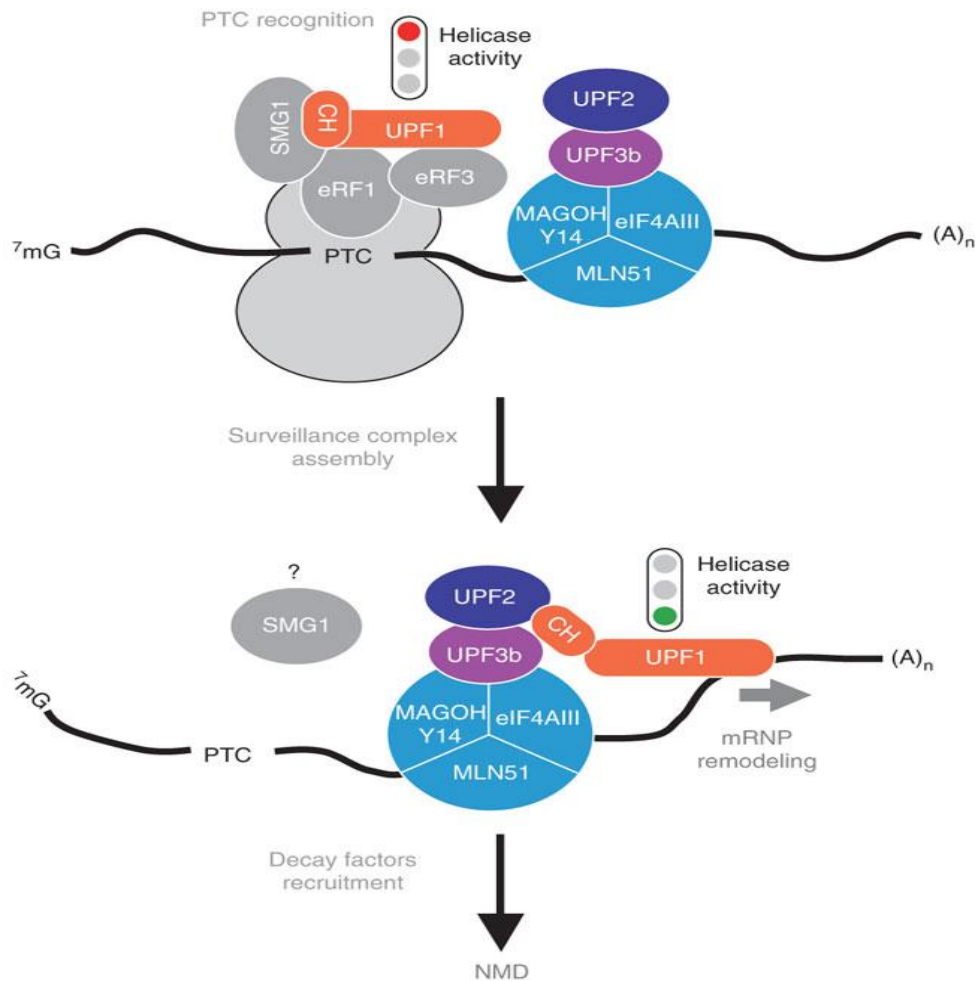 PTC recognition
Helicase
activity
UPF2
SMG1
CH
UPF1
UPF3b
eRF1
eRF3
MAGOH
Y14
eIF4AIII
MLN51
⁷mG
PTC
(A)ₙ
Surveillance complex
assembly
?
SMG1
Helicase
activity
UPF2
CH
UPF3b
UPF1
(A)ₙ
⁷mG
MAGOH
Y14
eIF4AIII
MLN51
PTC
mRNP
remodeling
Decay factors
recruitment
NMD